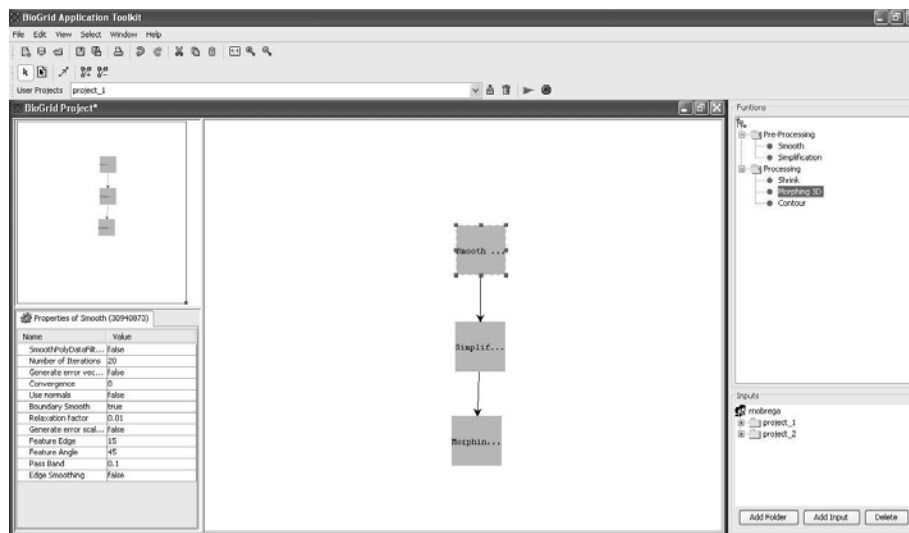 BioGrid Application Toolkit
File Edit View Select Window Help
User Projects project_1
BioGrid Project*
Smooth ...
Simplif...
Morphin...
Properties of Smooth (30940873)
Name Value
SmoothPolyDataFilt... false
Number of Iterations 20
Generate error vec... false
Convergence 0
Use normals false
Boundary Smooth true
Relaxation factor 0.01
Generate error scal... false
Feature Edge 15
Feature Angle 45
Pass Band 0.1
Edge Smoothing false
Funtions
Pre-Processing
Smooth
Simplification
Processing
Shrink
Morphing 3D
Contour
Inputs
rnobrega
project_1
project_2
Add Folder Add Input Delete